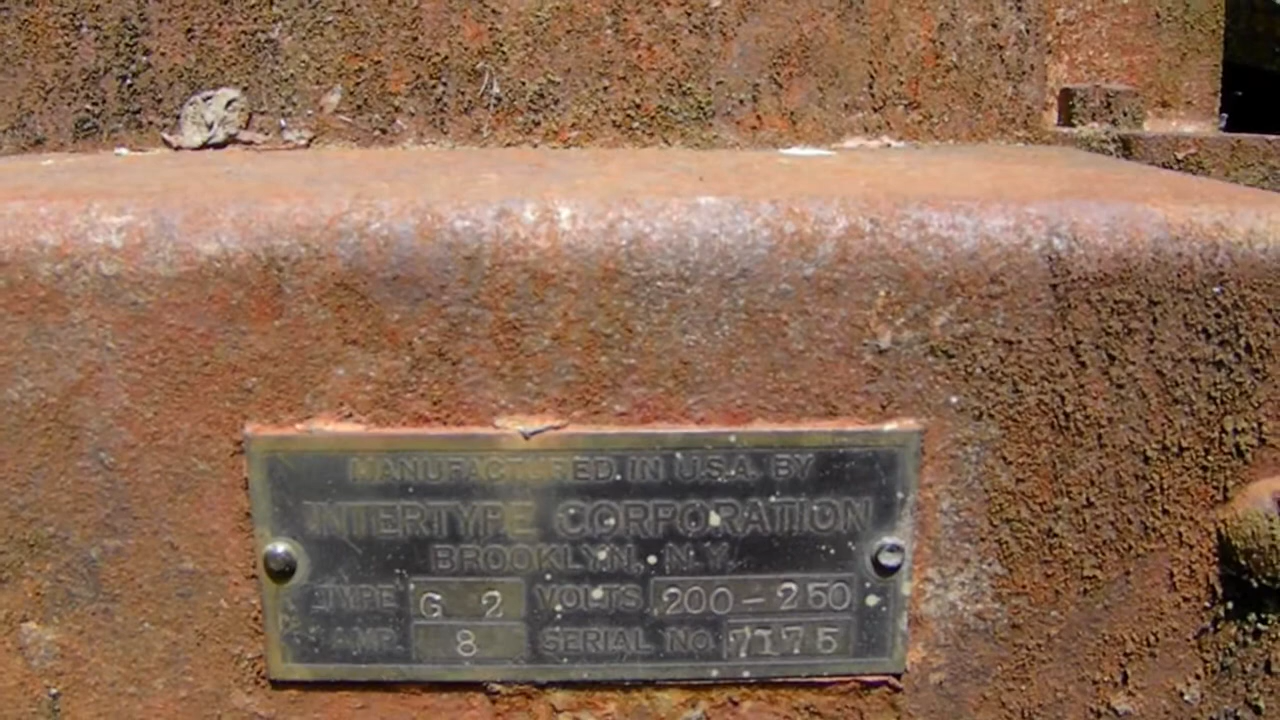 MANUFACTURED IN U.S.A. BY
INTERTYPE CORPORATION
BROOKLYN, N.Y.
TYPE G 2 VOLTS 200-250
AMP. 8 SERIAL NO. 7175